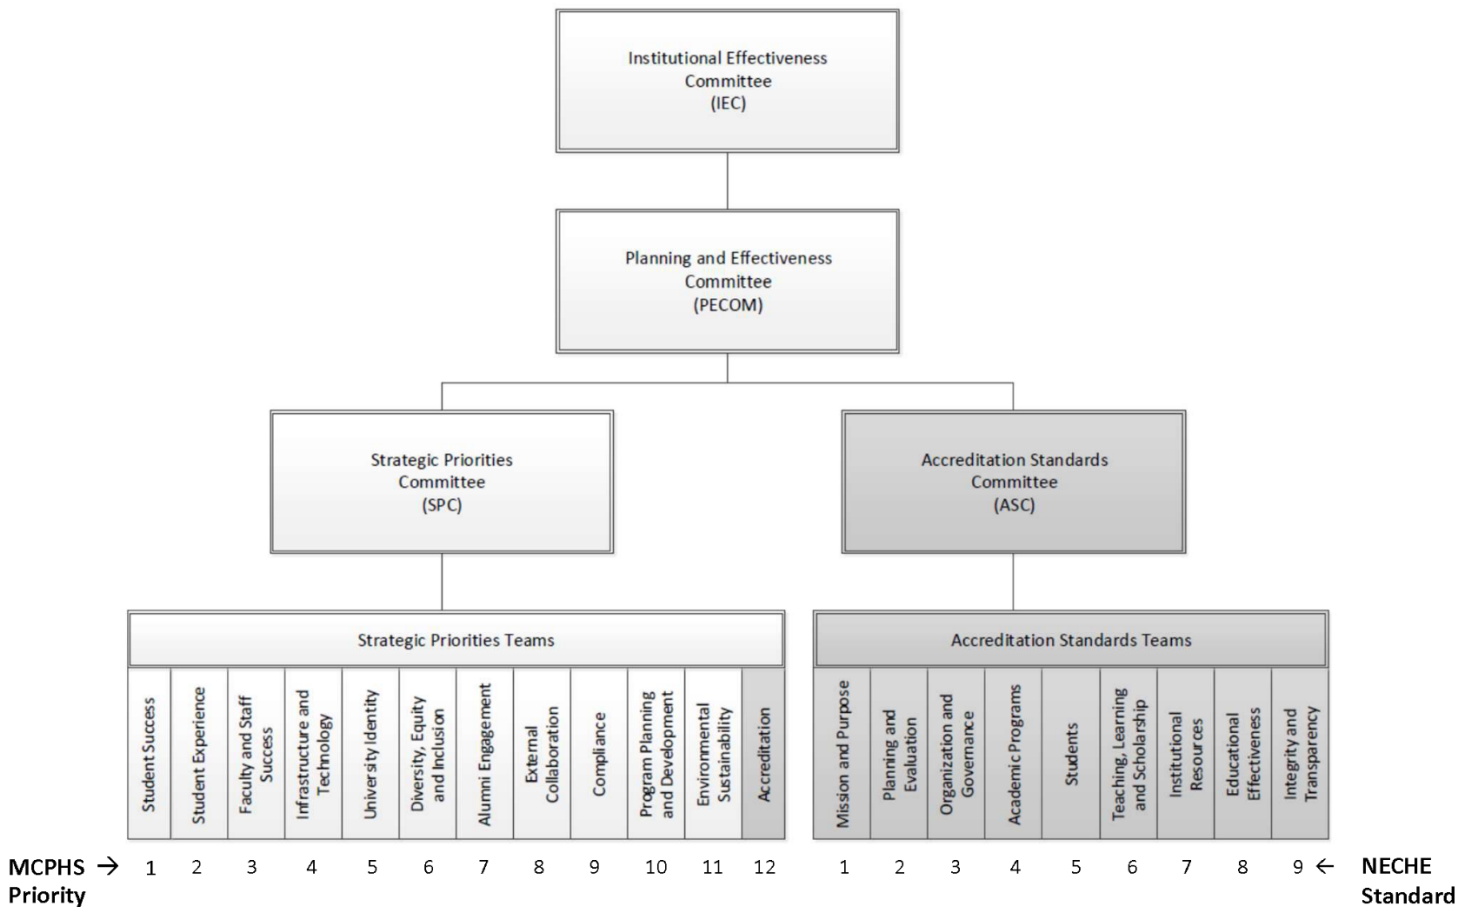 Institutional Effectiveness
Committee
(IEC)
Planning and Effectiveness
Committee
(PECOM)
Strategic Priorities
Committee
(SPC)
Accreditation Standards
Committee
(ASC)
Strategic Priorities Teams
Student Success
Student Experience
Faculty and Staff
Success
Infrastructure and
Technology
University Identity
Diversity, Equity
and Inclusion
Alumni Engagement
External
Collaboration
Compliance
Program Planning
and Development
Environmental
Sustainability
Accreditation
Accreditation Standards Teams
Mission and Purpose
Planning and
Evaluation
Organization and
Governance
Academic Programs
Students
Teaching, Learning
and Scholarship
Institutional
Resources
Educational
Effectiveness
Integrity and
Transparency
MCPHS → 1 2 3 4 5 6 7 8 9 10 11 12
Priority
1 2 3 4 5 6 7 8 9 ← NECHE
Standard